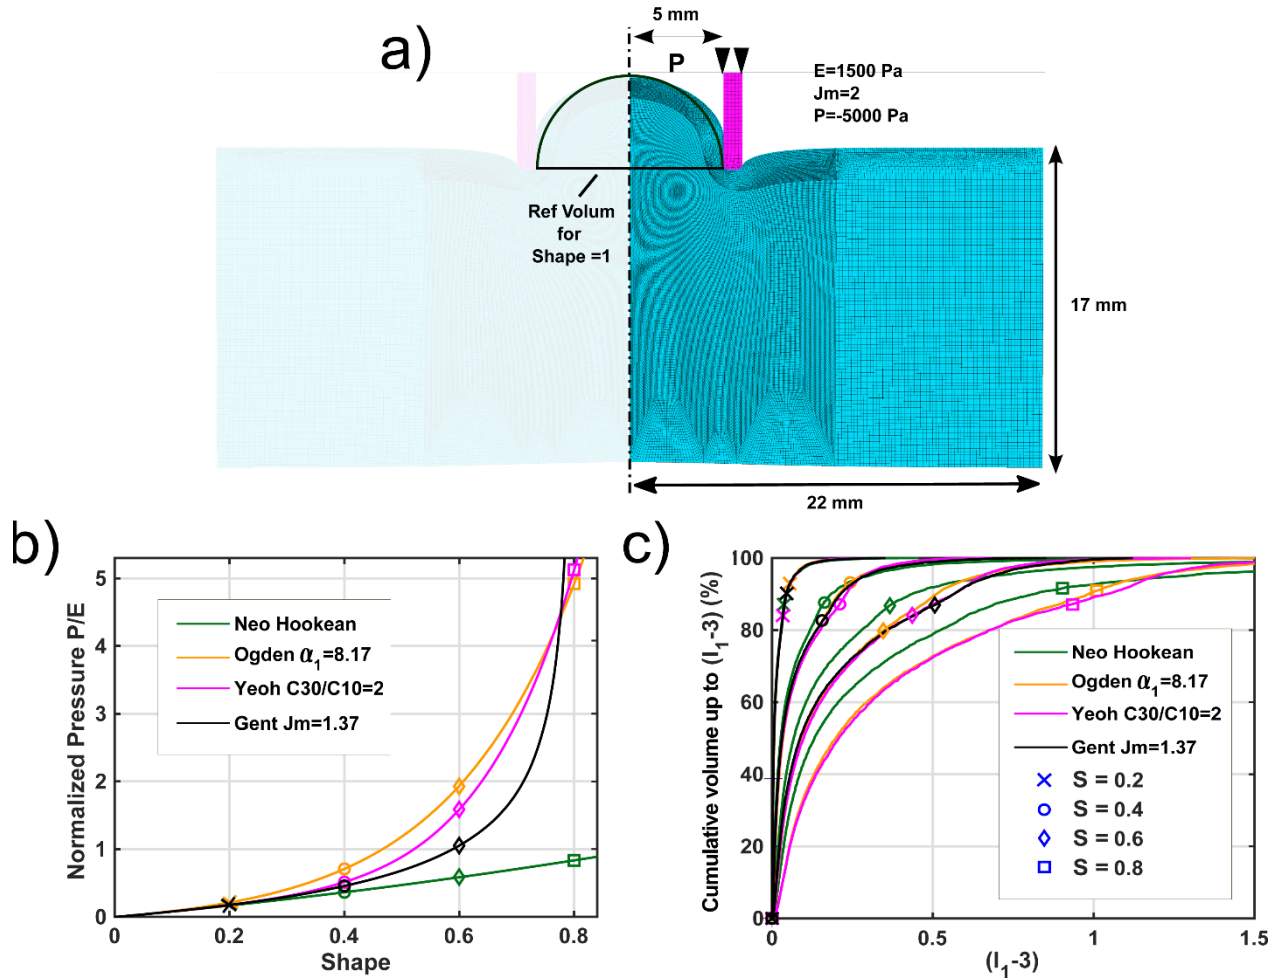 a)
5 mm
P
E=1500 Pa
Jm=2
P=-5000 Pa
Ref Volum
for
Shape =1
17 mm
22 mm
b)
Normalized Pressure P/E
5
4
3
2
1
0
Neo Hookean
Ogden α₁=8.17
Yeoh C30/C10=2
Gent Jm=1.37
0 0.2 0.4 0.6 0.8
Shape
c)
Cumulative volume up to (I₁-3) (%)
100
80
60
40
20
0
Neo Hookean
Ogden α₁=8.17
Yeoh C30/C10=2
Gent Jm=1.37
S = 0.2
S = 0.4
S = 0.6
S = 0.8
0 0.5 1 1.5
(I₁-3)